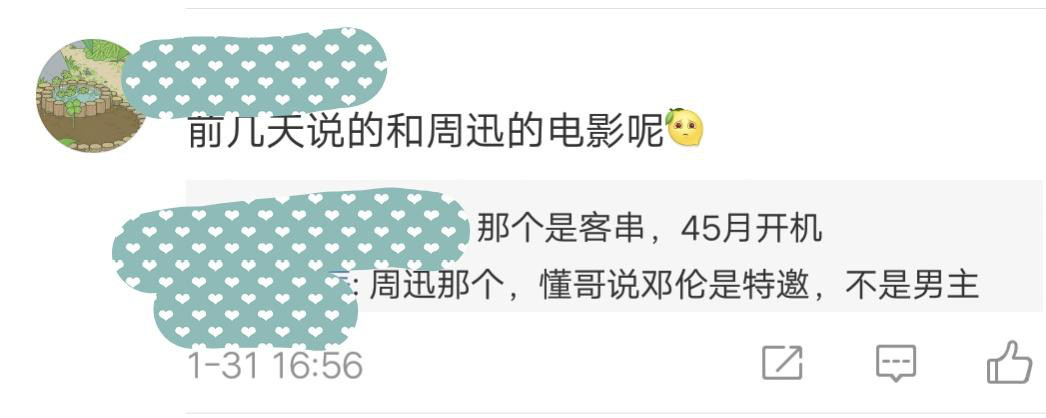 前几天说的和周迅的电影呢
那个是客串，45月开机
: 周迅那个，懂哥说邓伦是特邀，不是男主
1-31 16:56